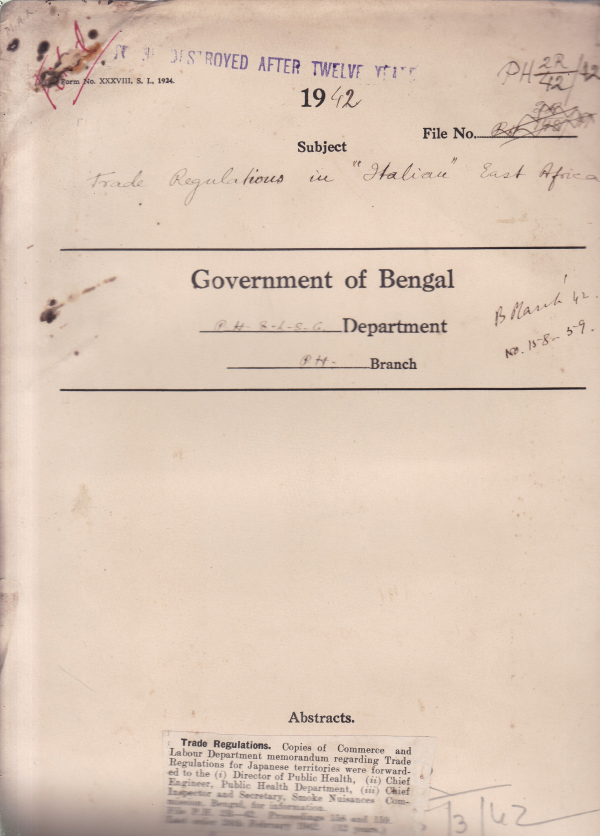 DESTROYED AFTER TWELVE YEARS
Form No. XXXVIII, S. L., 1924.
PH 2R/42/42
1942
File No.
Subject
Trade Regulations in "Italian" East Africa
Government of Bengal
P.H. & L.S.G. Department
B March '42.
No. 158-59.
P.H. Branch
Abstracts.
Trade Regulations. Copies of Commerce and
Labour Department memorandum regarding Trade
Regulations for Japanese territories were forward-
ed to the (i) Director of Public Health, (ii) Chief
Engineer, Public Health Department, (iii) Chief
Inspector and Secretary, Smoke Nuisances Com-
mission, Bengal, for information.
/3/42